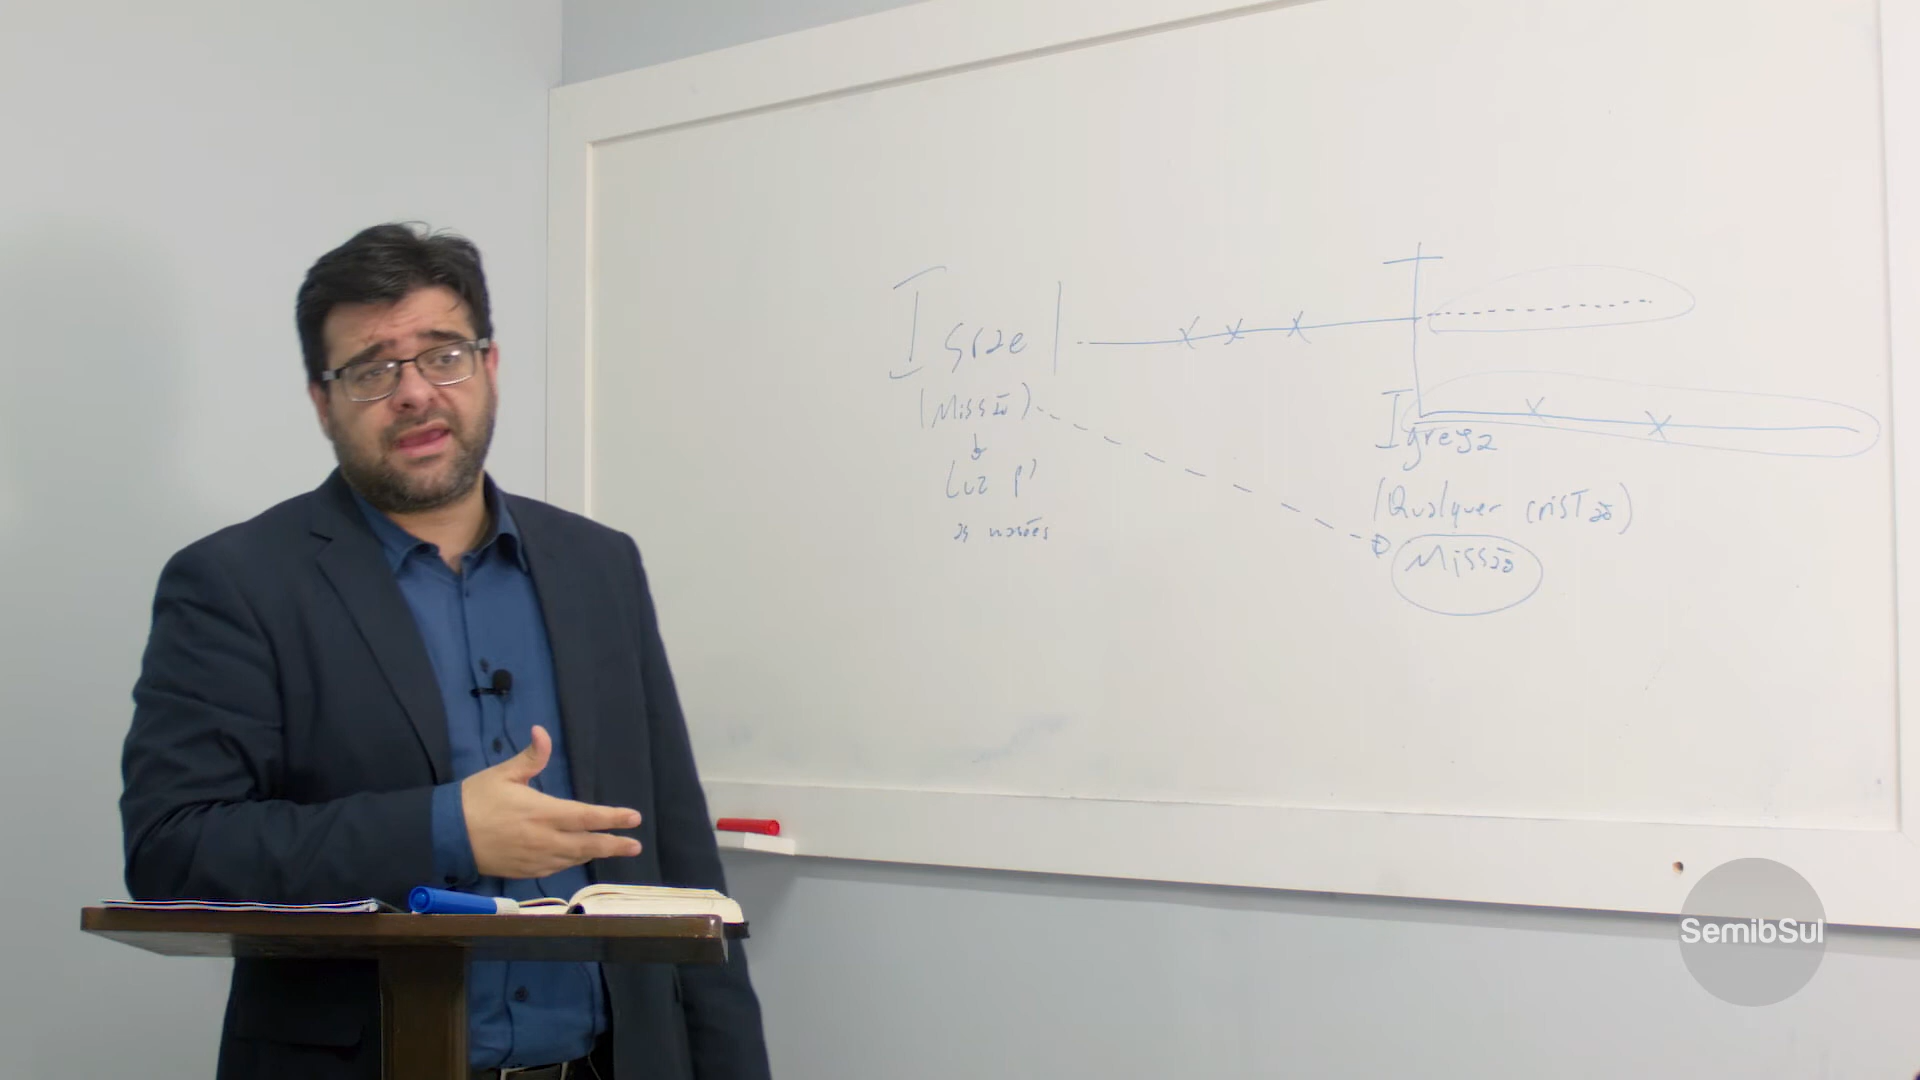 Israel
(Missão)
Luz p/
as nações
Igreja
(Qualquer cristão)
Missão
SemibSul